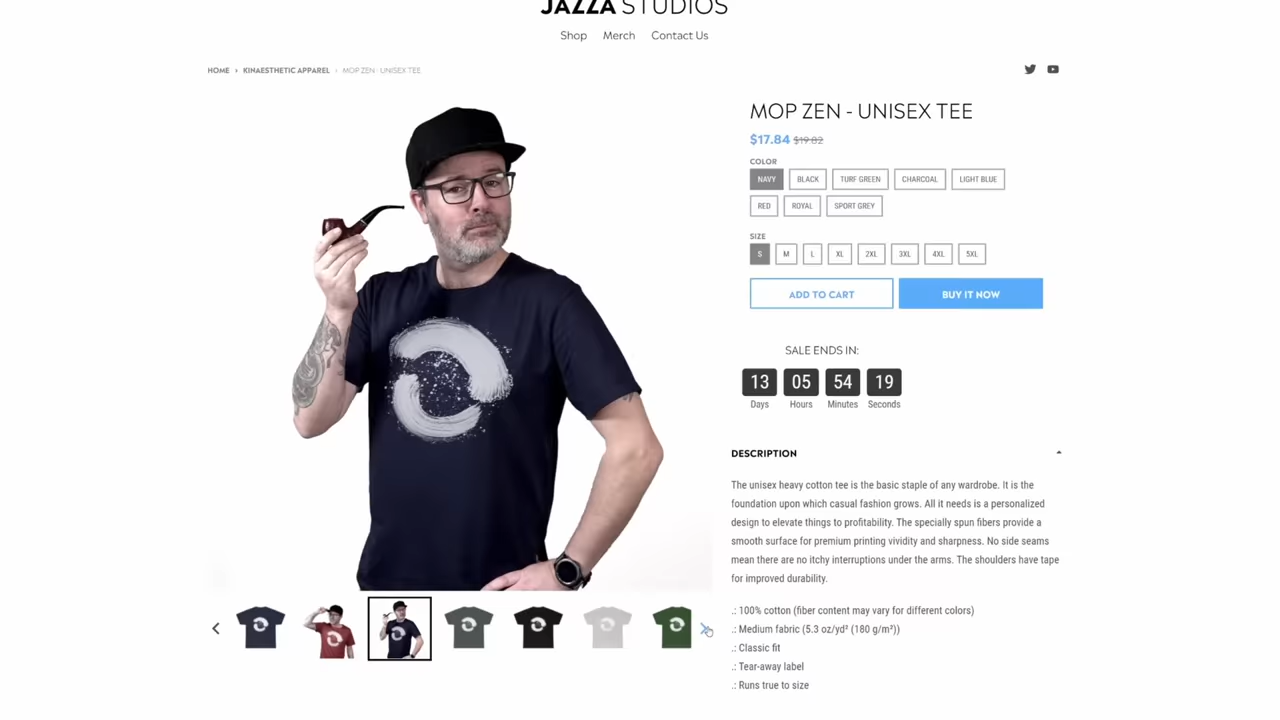 JAZZA STUDIOS
Shop Merch Contact Us
HOME › KINAESTHETIC APPAREL › MOP ZEN - UNISEX TEE
MOP ZEN - UNISEX TEE
$17.84 $19.82
COLOR
NAVY BLACK TURF GREEN CHARCOAL LIGHT BLUE
RED ROYAL SPORT GREY
SIZE
S M L XL 2XL 3XL 4XL 5XL
ADD TO CART BUY IT NOW
SALE ENDS IN:
13 05 54 19
Days Hours Minutes Seconds
DESCRIPTION
The unisex heavy cotton tee is the basic staple of any wardrobe. It is the
foundation upon which casual fashion grows. All it needs is a personalized
design to elevate things to profitability. The specially spun fibers provide a
smooth surface for premium printing vividity and sharpness. No side seams
mean there are no itchy interruptions under the arms. The shoulders have tape
for improved durability.
.: 100% cotton (fiber content may vary for different colors)
.: Medium fabric (5.3 oz/yd² (180 g/m²))
.: Classic fit
.: Tear-away label
.: Runs true to size